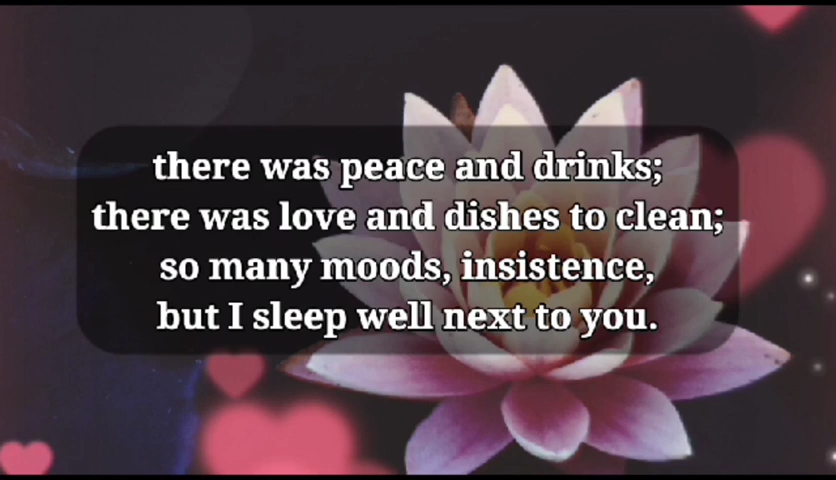 there was peace and drinks;
there was love and dishes to clean;
so many moods, insistence,
but I sleep well next to you.